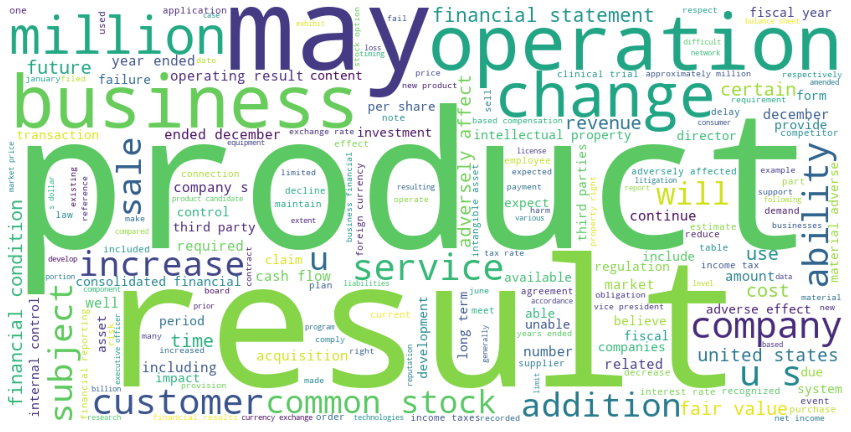 one
application
case
used
million
may
financial statement
respect
exhibit
balance sheet
fiscal year
fail
timing
stock option
loss
date
difficult
network
operation
future
year ended
januaryfiled
failure
operating result
content
price
new product
clinical trial
approximately million
respectively
amended
certain
requirement
form
business
per share
based compensation
sell
change
delay
consumer
december
transaction
note
investment
revenue
director
provide
competitor
ended december
exchange rate
effect
adversely affect
intellectual property
product
market price
s dollar
existing
reference
sale
connection
equipment
company s
product candidate
limited
decline
maintain
resulting
operate
business financial
foreign currency
intangible asset
employee
license
expected
payment
various
third parties
property right
adversely affected
litigation
report
following
will
example
part
support
businesses
ability
material adverse
law
make
compared
control
extent
harm
expect
continue
demand
reduce
estimate
financial condition
portion
develop
included
third party
required
increase
contract
claim
plan
u
liabilities
service
tax rate
available
include
table
income tax
use
data
consolidated financial
cash flow
regulation
amount
material
new
internal control
subject
component
well
prior
board
june
meet
long term
agreement
accordance
able
unable
market
obligation
vice president
cost
level
adverse effect
based
result
financial reporting
asset
many
period
time
executive officer
increased
program
comply
current
right
reputation
development
years ended
generally
believe
fiscal
companies
company
risk
including
impact
acquisition
provision
made
number
supplier
related
decrease
united states
u s
due
system
event
billion
research
customer
common stock
financial results
currency exchange
order
technologies
income taxes
recorded
limit
addition
interest rate
recognized
fair value
purchase
net income